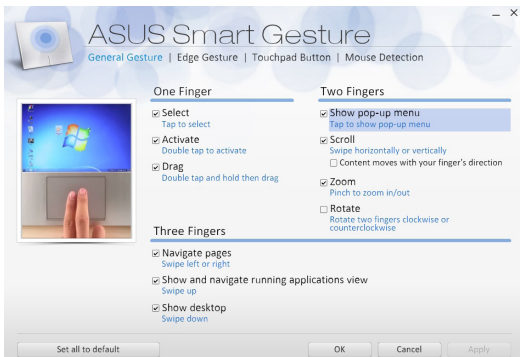 ASUS Smart Gesture
General Gesture | Edge Gesture | Touchpad Button | Mouse Detection
One Finger
Select
Tap to select
Activate
Double tap to activate
Drag
Double tap and hold then drag
Two Fingers
Show pop-up menu
Tap to show pop-up menu
Scroll
Swipe horizontally or vertically
Content moves with your finger's direction
Zoom
Pinch to zoom in/out
Rotate
Rotate two fingers clockwise or
counterclockwise
Three Fingers
Navigate pages
Swipe left or right
Show and navigate running applications view
Swipe up
Show desktop
Swipe down
Set all to default
OK
Cancel
Apply